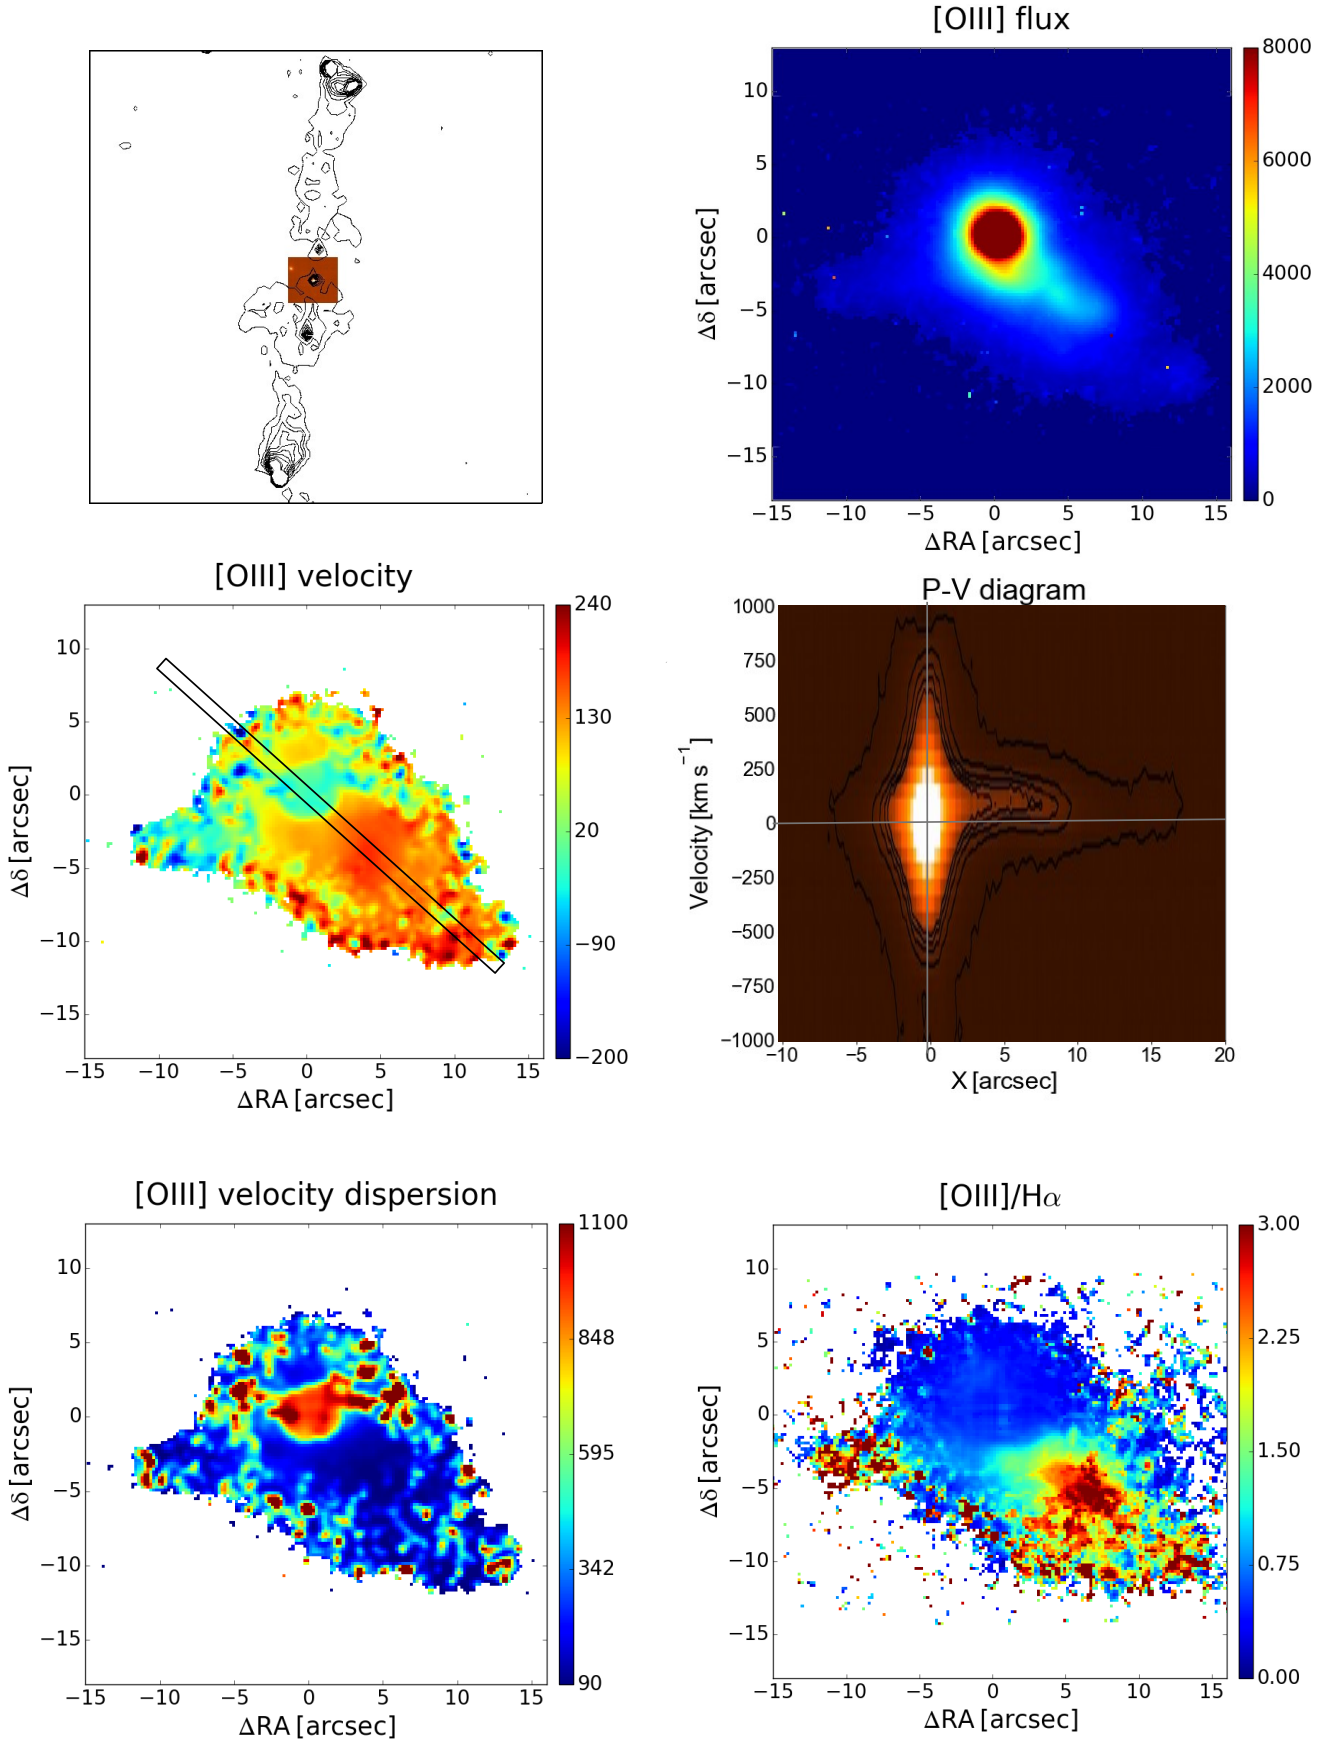 [OIII] flux
10
5
0
−5
−10
−15
Δδ [arcsec]
−15 −10 −5 0 5 10 15
ΔRA [arcsec]
8000
6000
4000
2000
0
[OIII] velocity
10
5
0
−5
−10
−15
Δδ [arcsec]
−15 −10 −5 0 5 10 15
ΔRA [arcsec]
240
130
20
−90
−200
P-V diagram
1000
750
500
250
0
−250
−500
−750
−1000
Velocity [km s⁻¹]
−10 −5 0 5 10 15 20
X [arcsec]
[OIII] velocity dispersion
10
5
0
−5
−10
−15
Δδ [arcsec]
−15 −10 −5 0 5 10 15
ΔRA [arcsec]
1100
848
595
342
90
[OIII]/Hα
10
5
0
−5
−10
−15
Δδ [arcsec]
−15 −10 −5 0 5 10 15
ΔRA [arcsec]
3.00
2.25
1.50
0.75
0.00